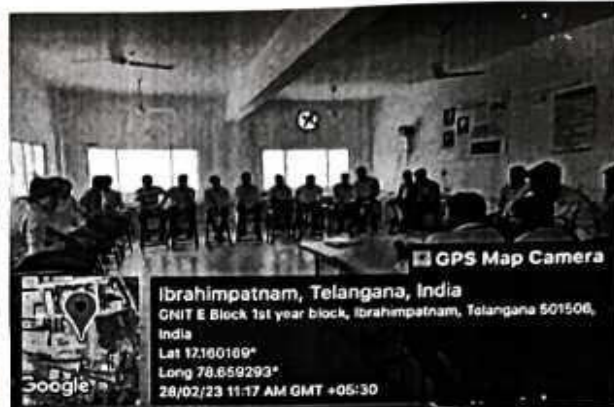 GPS Map Camera
Ibrahimpatnam, Telangana, India
GNIT E Block 1st year block, Ibrahimpatnam, Telangana 501506,
India
Lat 17.160169°
Long 78.659293°
28/02/23 11:17 AM GMT +05:30
Google